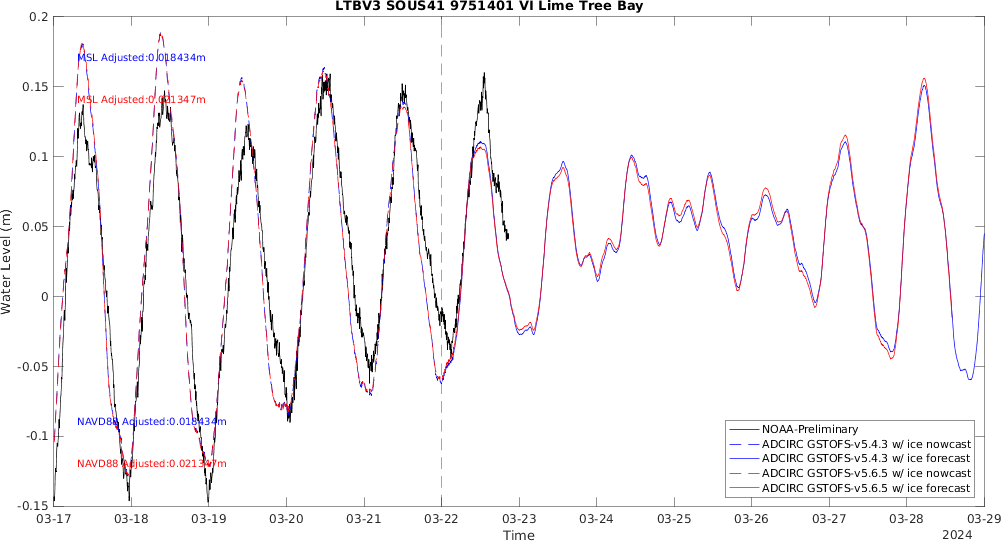 LTBV3 SOUS41 9751401 VI Lime Tree Bay
0.2
0.15
0.1
0.05
0
-0.05
-0.1
-0.15
Water Level (m)
MSL Adjusted:0.018434m
MSL Adjusted:0.021347m
NAVD88 Adjusted:0.018434m
NAVD88 Adjusted:0.021347m
NOAA-Preliminary
ADCIRC GSTOFS-v5.4.3 w/ ice nowcast
ADCIRC GSTOFS-v5.4.3 w/ ice forecast
ADCIRC GSTOFS-v5.6.5 w/ ice nowcast
ADCIRC GSTOFS-v5.6.5 w/ ice forecast
03-17 03-18 03-19 03-20 03-21 03-22 03-23 03-24 03-25 03-26 03-27 03-28 03-29
Time
2024